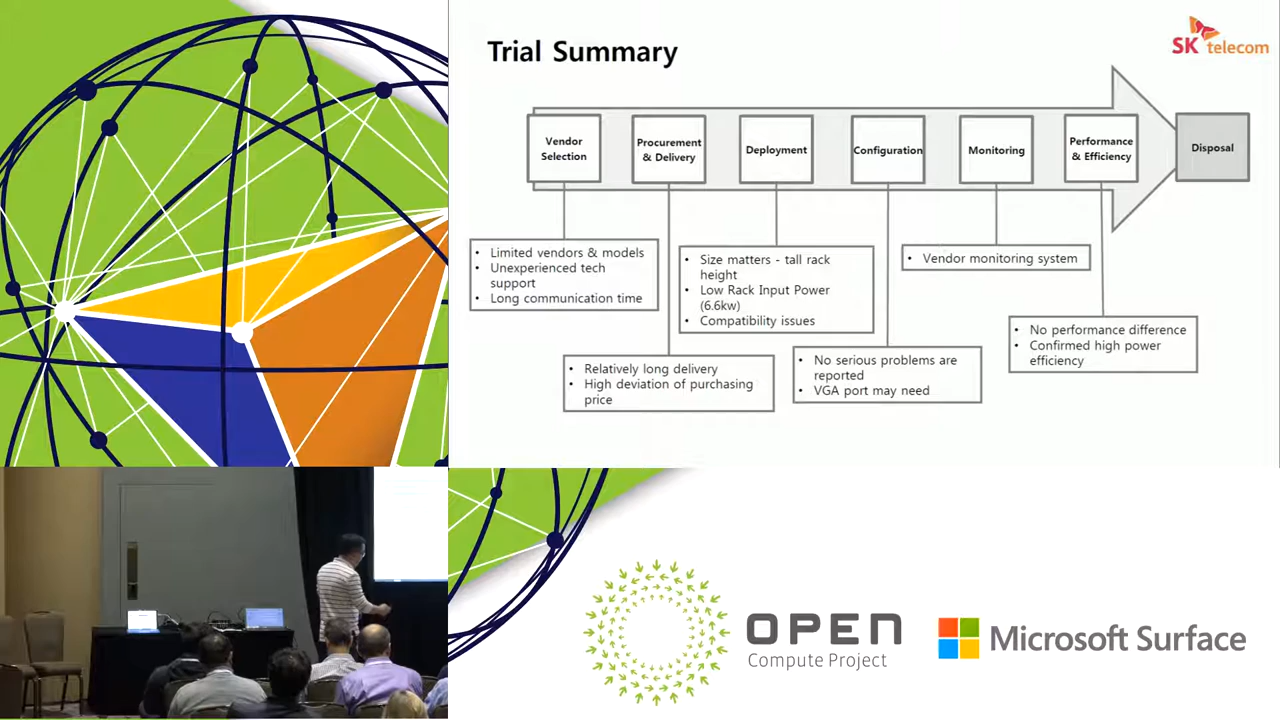 Trial Summary
SK telecom
Vendor
Selection
Procurement
& Delivery
Deployment
Configuration
Monitoring
Performance
& Efficiency
Disposal
• Limited vendors & models
• Unexperienced tech
support
• Long communication time
• Size matters - tall rack
height
• Low Rack Input Power
(6.6kw)
• Compatibility issues
• Vendor monitoring system
• No performance difference
• Confirmed high power
efficiency
• Relatively long delivery
• High deviation of purchasing
price
• No serious problems are
reported
• VGA port may need
OPEN
Compute Project
Microsoft Surface